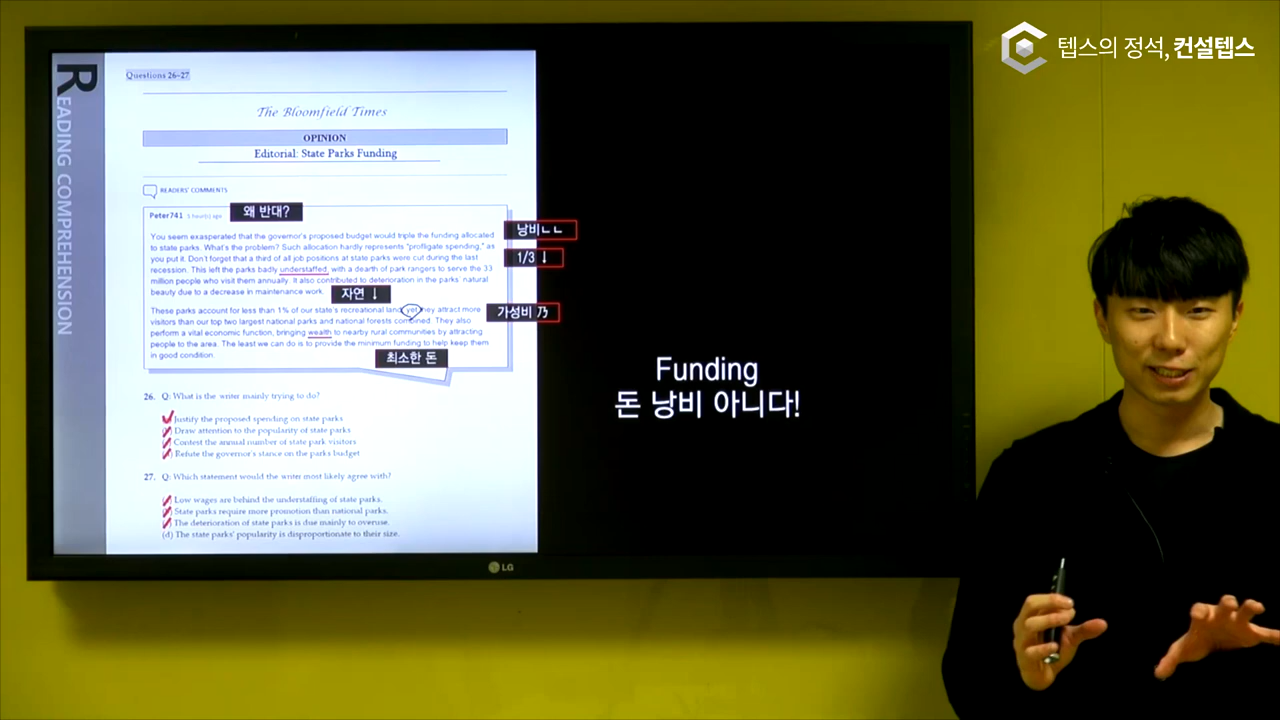 텝스의 정석, 컨설텝스
READING COMPREHENSION
Questions 26-27
The Bloomfield Times
OPINION
Editorial: State Parks Funding
READERS' COMMENTS
Peter741 5 hours ago
왜 반대?
You seem exasperated that the governor's proposed budget would triple the funding allocated
to state parks. What's the problem? Such allocation hardly represents "profligate spending," as
you put it. Don't forget that a third of all job positions at state parks were cut during the last
recession. This left the parks badly understaffed, with a dearth of park rangers to serve the 33
million people who visit them annually. It also contributed to deterioration in the parks' natural
beauty due to a decrease in maintenance work.
낭비ㄴㄴ
1/3 ↓
자연 ↓
These parks account for less than 1% of our state's recreational land, yet they attract more
visitors than our top two largest national parks and national forests combined. They also
perform a vital economic function, bringing wealth to nearby rural communities by attracting
people to the area. The least we can do is to provide the minimum funding to help keep them
in good condition.
가성비 乃
최소한 돈
26. Q: What is the writer mainly trying to do?
Justify the proposed spending on state parks
Draw attention to the popularity of state parks
Contest the annual number of state park visitors
Refute the governor's stance on the parks budget
27. Q: Which statement would the writer most likely agree with?
Low wages are behind the understaffing of state parks.
State parks require more promotion than national parks.
The deterioration of state parks is due mainly to overuse.
(d) The state parks' popularity is disproportionate to their size.
Funding
돈 낭비 아니다!
LG